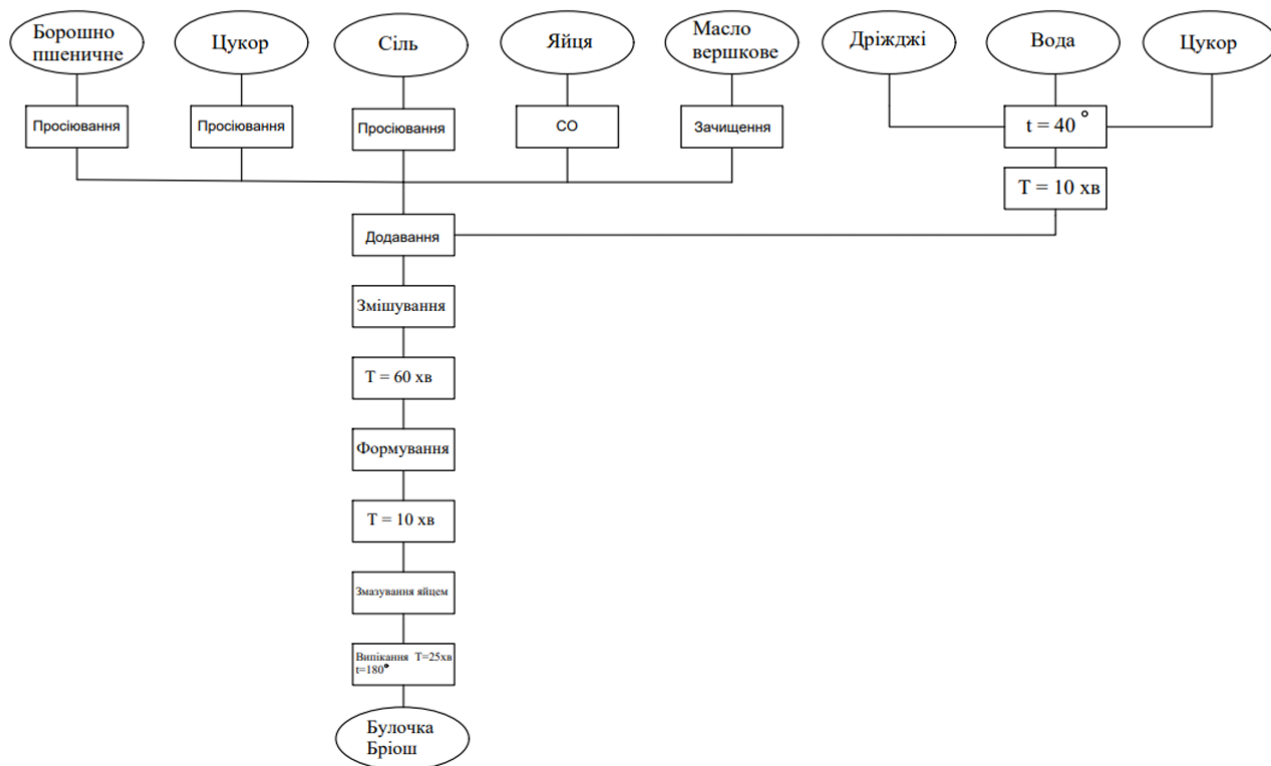 Борошно
пшеничне
Цукор
Сіль
Яйця
Масло
вершкове
Дріжджі
Вода
Цукор
Просіювання
Просіювання
Просіювання
СО
Зачищення
t = 40 °
T = 10 хв
Додавання
Змішування
T = 60 хв
Формування
T = 10 хв
Змазування яйцем
Випікання T=25хв
t=180°
Булочка
Бріош